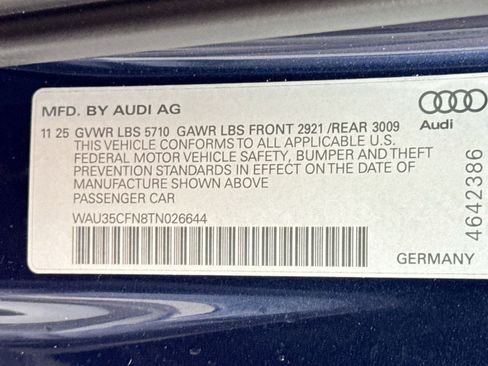 MFD. BY AUDI AG
11 25 GVWR LBS 5710 GAWR LBS FRONT 2921 /REAR 3009
THIS VEHICLE CONFORMS TO ALL APPLICABLE U.S.
FEDERAL MOTOR VEHICLE SAFETY, BUMPER AND THEFT
PREVENTION STANDARDS IN EFFECT ON THE DATE OF
MANUFACTURE SHOWN ABOVE
PASSENGER CAR
WAU35CFN8TN026644
Audi
4642386
GERMANY